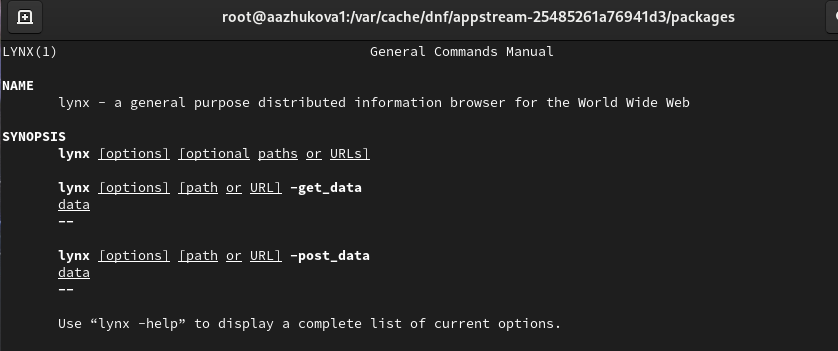 root@aazhukova1:/var/cache/dnf/appstream-25485261a76941d3/packages
LYNX(1) General Commands Manual
NAME
lynx - a general purpose distributed information browser for the World Wide Web
SYNOPSIS
lynx [options] [optional paths or URLs]
lynx [options] [path or URL] -get_data
data
--
lynx [options] [path or URL] -post_data
data
--
Use “lynx -help” to display a complete list of current options.